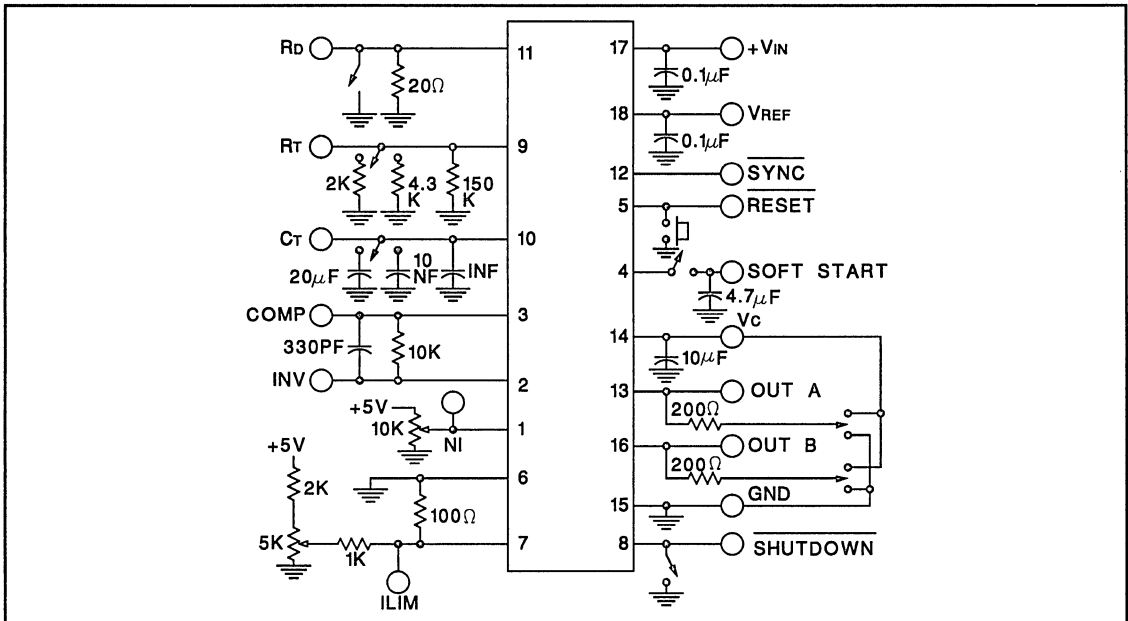 RD
11
17
+VIN
20Ω
0.1μF
18
VREF
RT
9
0.1μF
2K
4.3
K
150
K
12
SYNC
5
RESET
CT
10
20μF
10
NF
INF
4
SOFT START
4.7μF
COMP
3
VC
330PF
10K
14
10μF
INV
2
13
OUT A
+5V
200Ω
10K
1
NI
16
OUT B
+5V
200Ω
6
2K
15
GND
100Ω
5K
7
8
SHUTDOWN
1K
ILIM